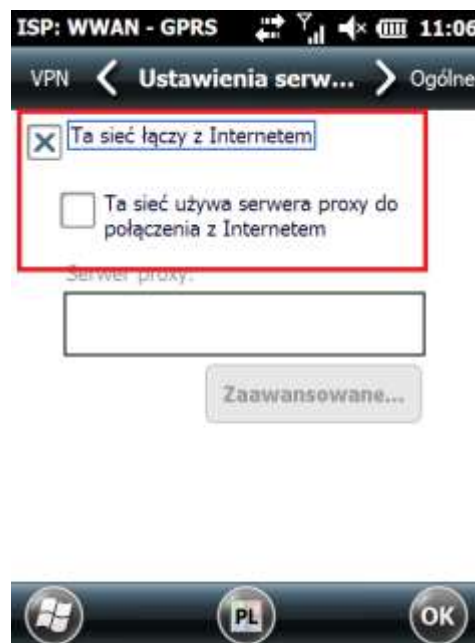 ISP: WWAN - GPRS 11:06
VPN Ustawienia serw... Ogólne
Ta sieć łączy z Internetem
Ta sieć używa serwera proxy do
połączenia z Internetem
Serwer proxy:
Zaawansowane...
PL OK